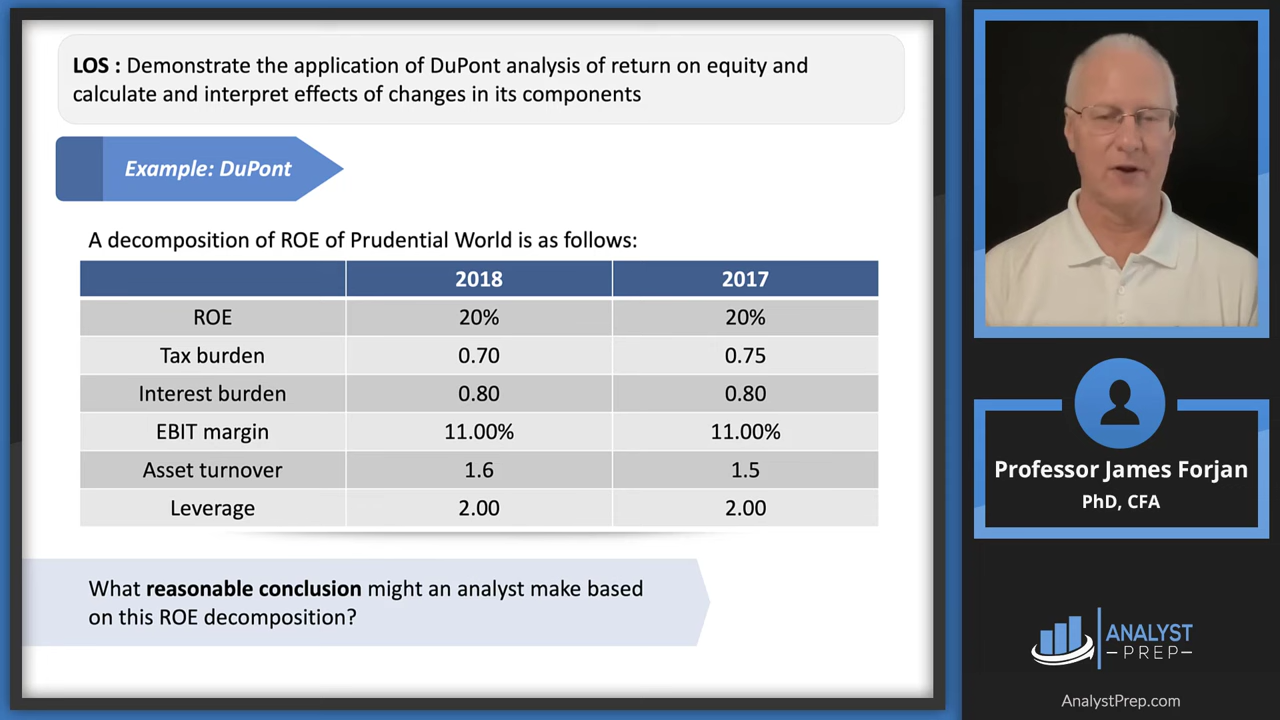 LOS : Demonstrate the application of DuPont analysis of return on equity and
calculate and interpret effects of changes in its components
Example: DuPont
A decomposition of ROE of Prudential World is as follows:
2018 2017
ROE 20% 20%
Tax burden 0.70 0.75
Interest burden 0.80 0.80
EBIT margin 11.00% 11.00%
Asset turnover 1.6 1.5
Leverage 2.00 2.00
What reasonable conclusion might an analyst make based
on this ROE decomposition?
Professor James Forjan
PhD, CFA
ANALYST
PREP
AnalystPrep.com